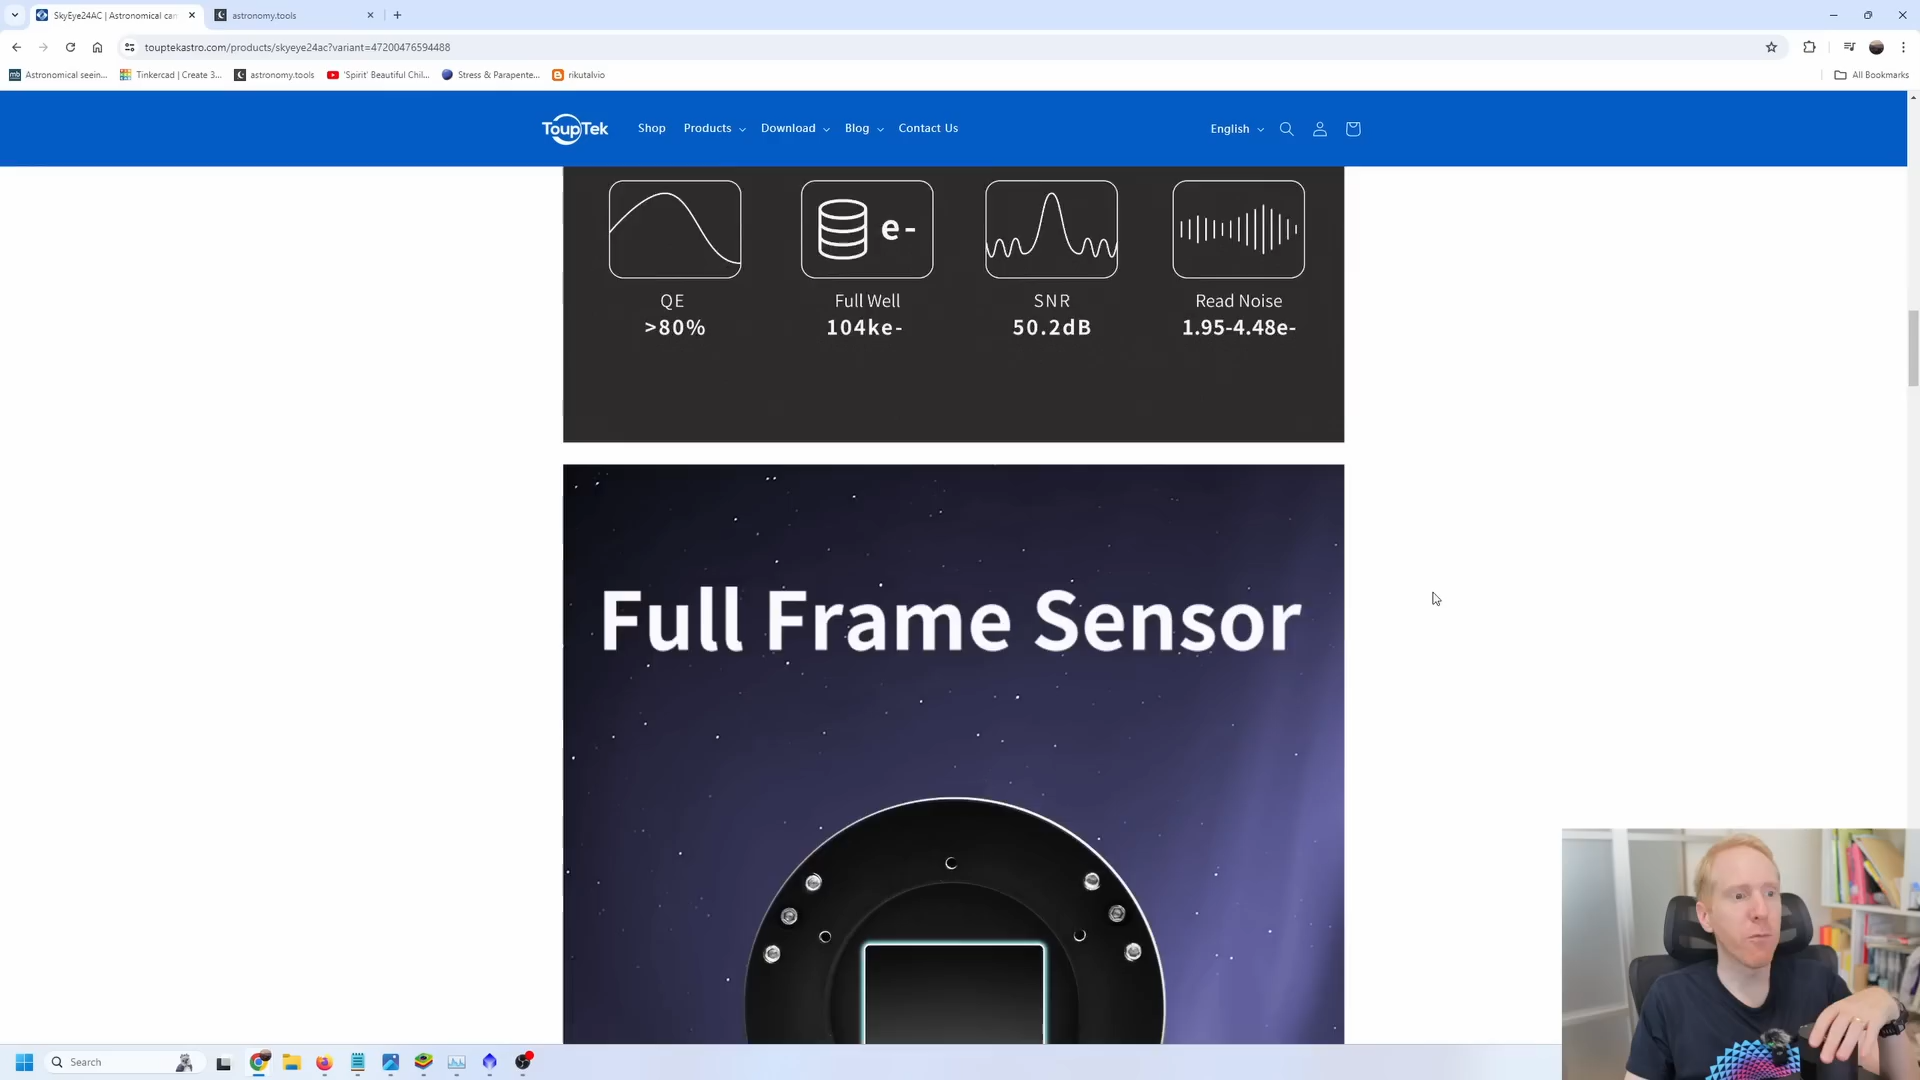 SkyEye24AC | Astronomical can
astronomy.tools
touptekastro.com/products/skyeye24ac?variant=47200476594488
Astronomical seein...
Tinkercad | Create 3...
astronomy.tools
'Spirit' Beautiful Chil...
Stress & Parapente...
rikutalvio
All Bookmarks
ToupTek
Shop
Products
Download
Blog
Contact Us
English
e-
QE
Full Well
SNR
Read Noise
>80%
104ke-
50.2dB
1.95-4.48e-
Full Frame Sensor
Search